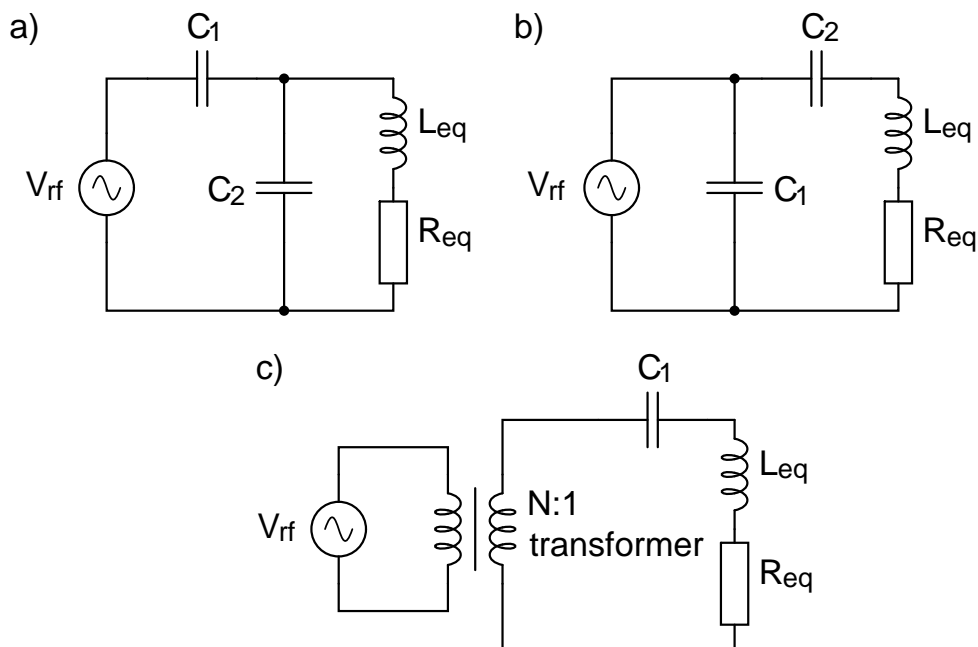 a)
C1
Vrf
C2
Leq
Req
b)
C2
Vrf
C1
Leq
Req
c)
C1
Vrf
N:1
transformer
Leq
Req